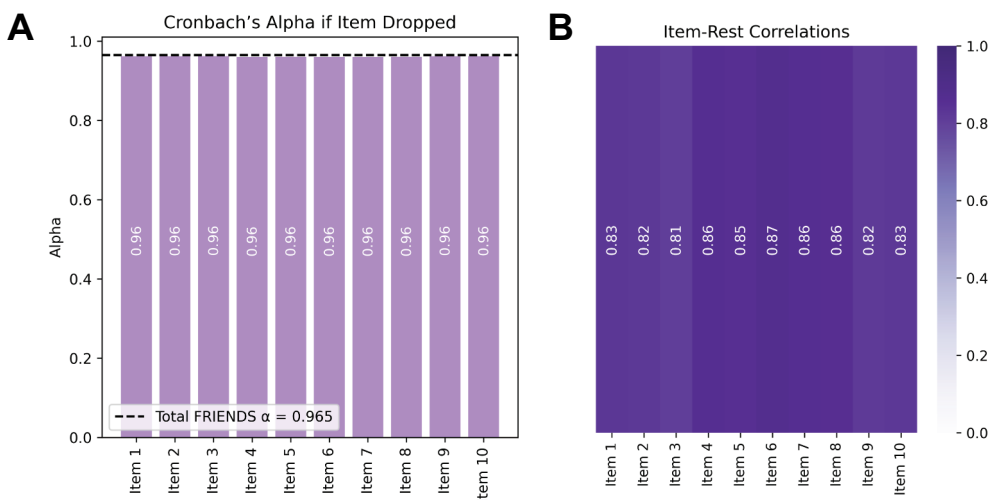 A
Cronbach’s Alpha if Item Dropped
Alpha
1.0
0.8
0.6
0.4
0.2
0.0
0.96
0.96
0.96
0.96
0.96
0.96
0.96
0.96
0.96
0.96
Total FRIENDS α = 0.965
Item 1
Item 2
Item 3
Item 4
Item 5
Item 6
Item 7
Item 8
Item 9
tem 10
B
Item-Rest Correlations
0.83
0.82
0.81
0.86
0.85
0.87
0.86
0.86
0.82
0.83
Item 1
Item 2
Item 3
Item 4
Item 5
Item 6
Item 7
Item 8
Item 9
Item 10
1.0
0.8
0.6
0.4
0.2
0.0